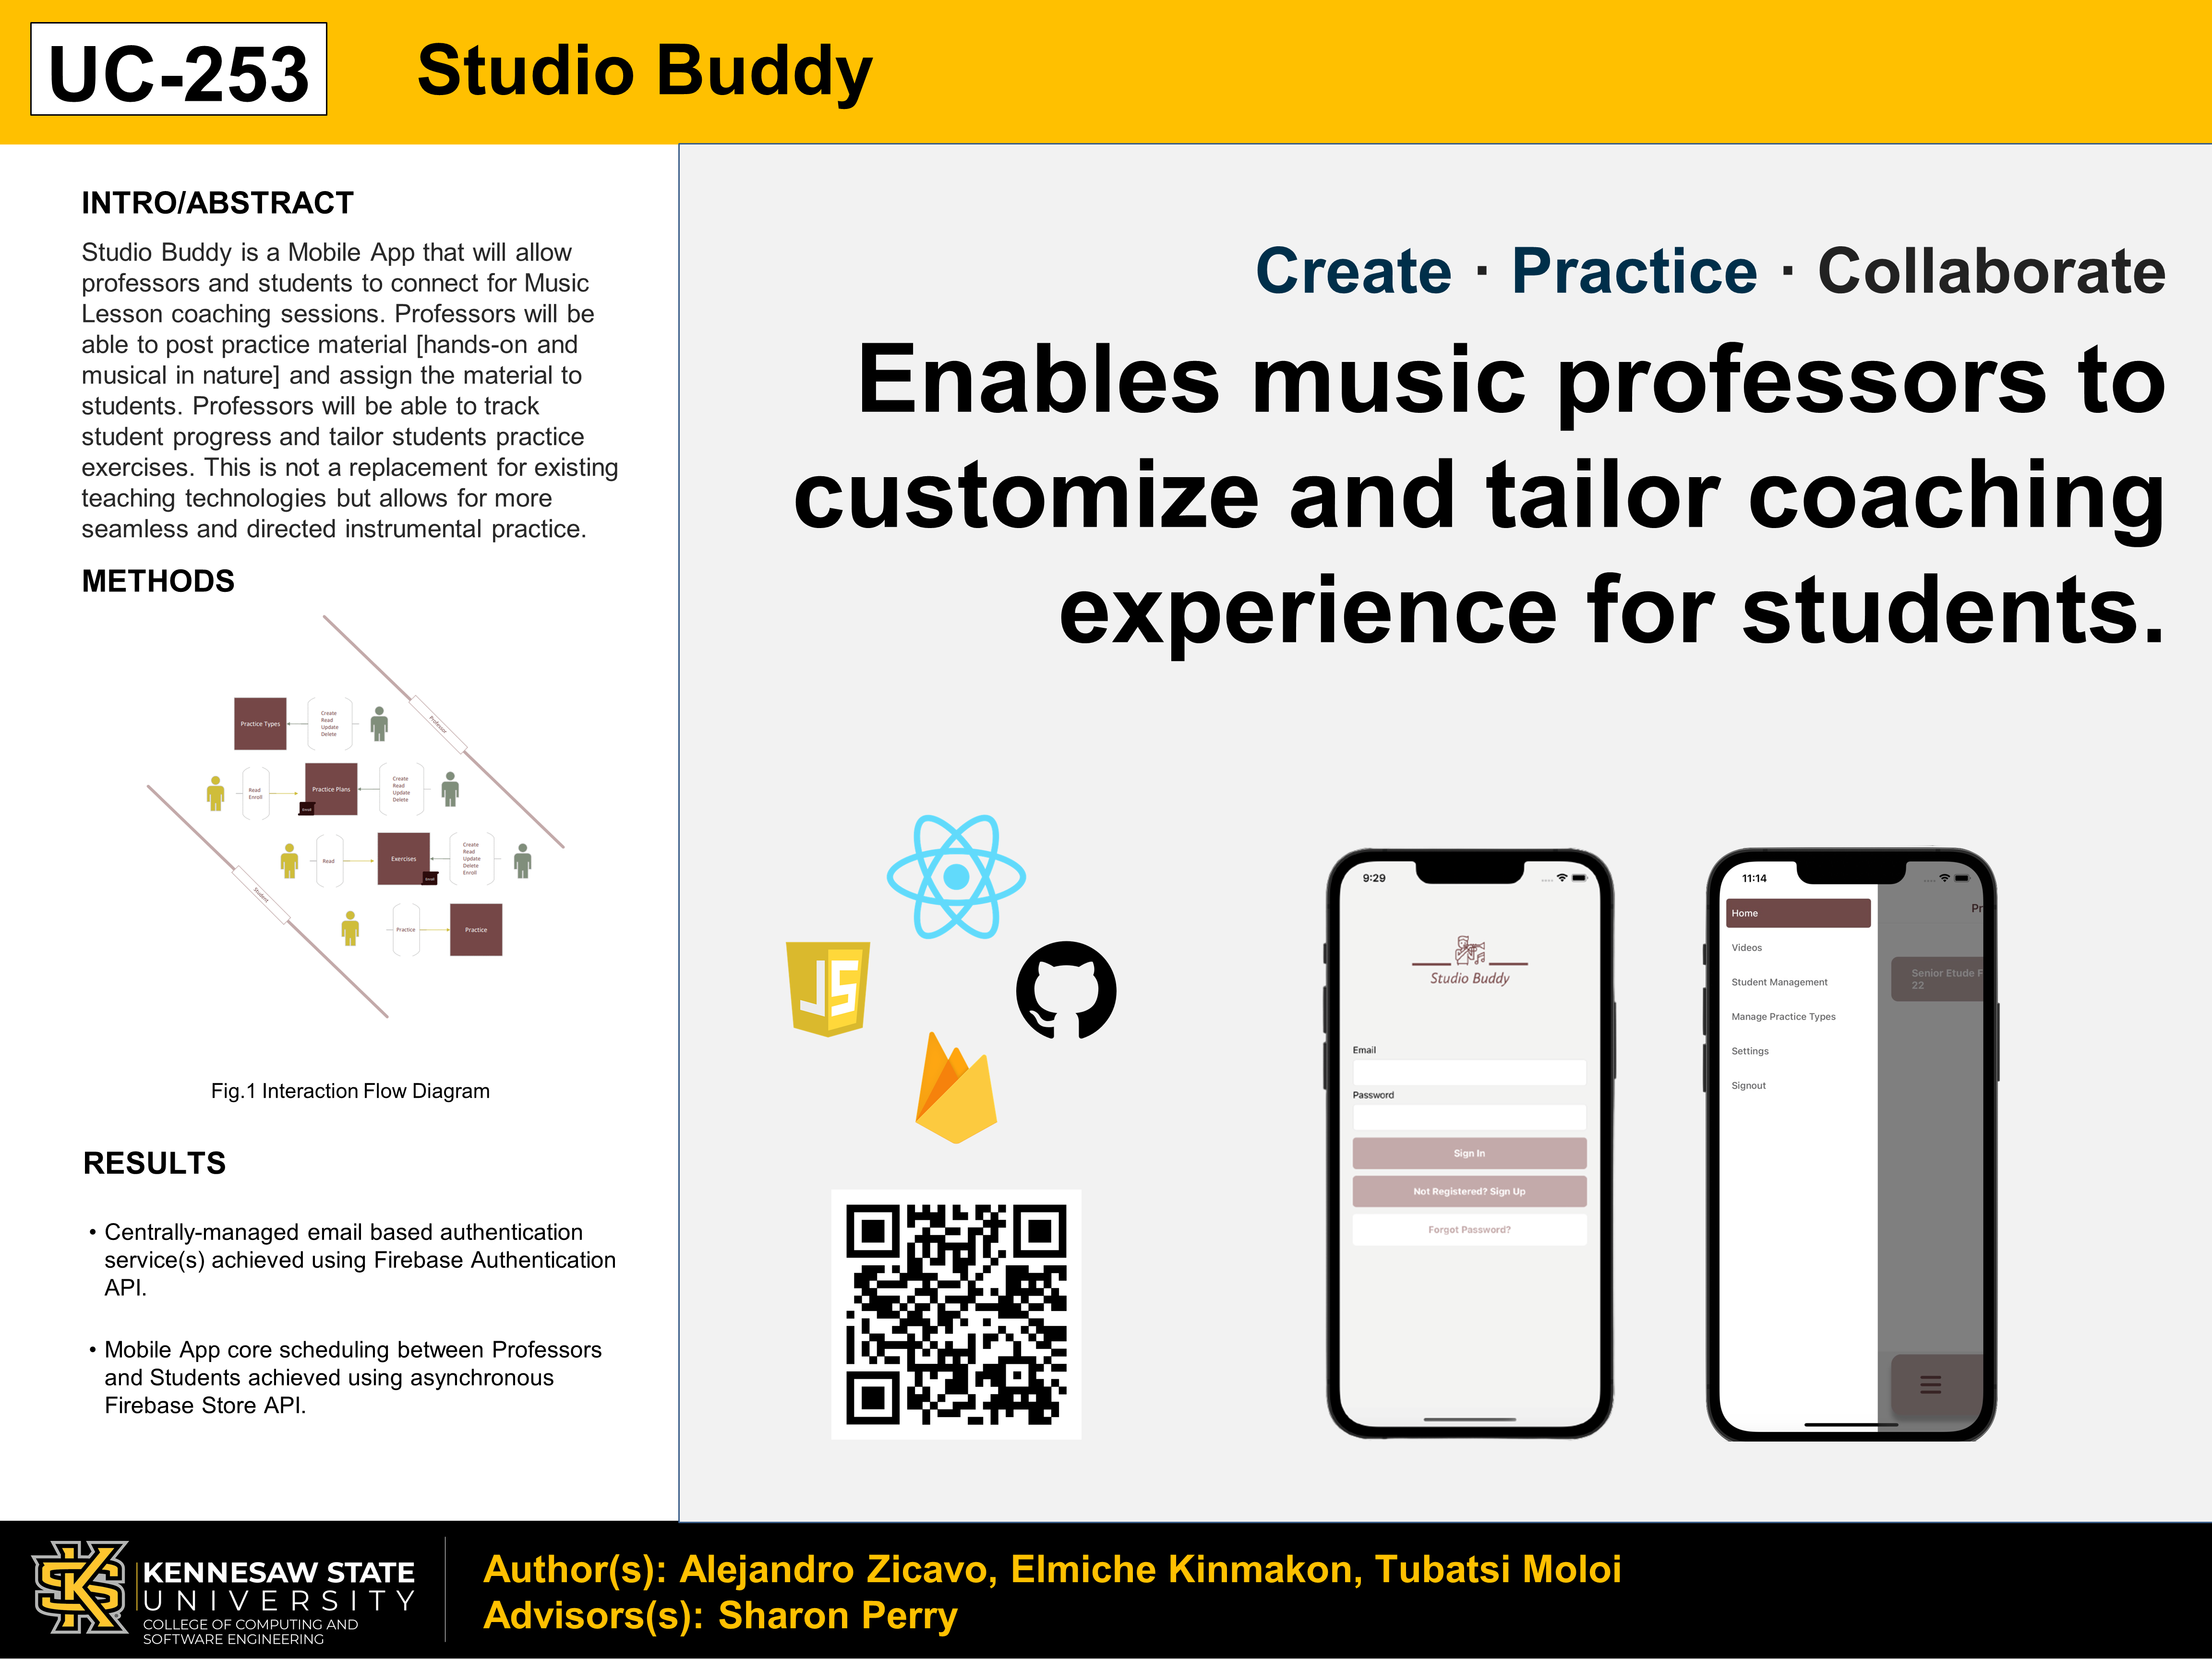 UC-253
Studio Buddy
INTRO/ABSTRACT
Studio Buddy is a Mobile App that will allow
professors and students to connect for Music
Lesson coaching sessions. Professors will be
able to post practice material [hands-on and
musical in nature] and assign the material to
students. Professors will be able to track
student progress and tailor students practice
exercises. This is not a replacement for existing
teaching technologies but allows for more
seamless and directed instrumental practice.
METHODS
Professor
Practice Types
Create
Read
Update
Delete
Read
Enroll
Practice Plans
Enroll
Create
Read
Update
Delete
Read
Exercises
Enroll
Create
Read
Update
Delete
Enroll
Student
Practice
Practice
Fig.1 Interaction Flow Diagram
RESULTS
• Centrally-managed email based authentication
service(s) achieved using Firebase Authentication
API.
• Mobile App core scheduling between Professors
and Students achieved using asynchronous
Firebase Store API.
Create · Practice · Collaborate
Enables music professors to
customize and tailor coaching
experience for students.
JS
9:29
Studio Buddy
Email
Password
Sign In
Not Registered? Sign Up
Forgot Password?
11:14
Home
Videos
Student Management
Manage Practice Types
Settings
Signout
Pr
Senior Etude F
22
KS
KENNESAW STATE
UNIVERSITY
COLLEGE OF COMPUTING AND
SOFTWARE ENGINEERING
Author(s): Alejandro Zicavo, Elmiche Kinmakon, Tubatsi Moloi
Advisors(s): Sharon Perry